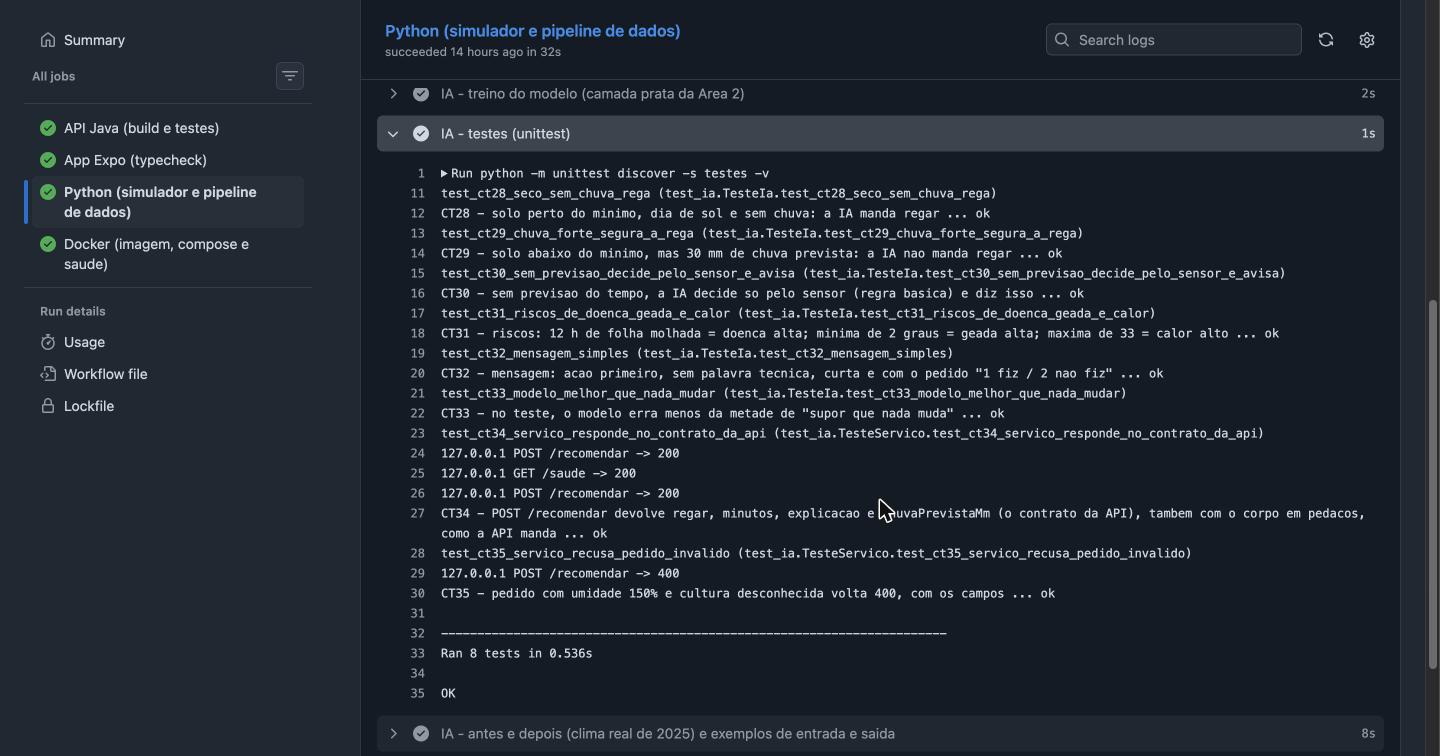 Summary
All jobs
API Java (build e testes)
App Expo (typecheck)
Python (simulador e pipeline
de dados)
Docker (imagem, compose e
saude)
Run details
Usage
Workflow file
Lockfile
Python (simulador e pipeline de dados)
succeeded 14 hours ago in 32s
Search logs
IA - treino do modelo (camada prata da Area 2) 2s
IA - testes (unittest) 1s
1 Run python -m unittest discover -s testes -v
11 test_ct28_seco_sem_chuva_rega (test_ia.TesteIa.test_ct28_seco_sem_chuva_rega)
12 CT28 - solo perto do minimo, dia de sol e sem chuva: a IA manda regar ... ok
13 test_ct29_chuva_forte_segura_a_rega (test_ia.TesteIa.test_ct29_chuva_forte_segura_a_rega)
14 CT29 - solo abaixo do minimo, mas 30 mm de chuva prevista: a IA nao manda regar ... ok
15 test_ct30_sem_previsao_decide_pelo_sensor_e_avisa (test_ia.TesteIa.test_ct30_sem_previsao_decide_pelo_sensor_e_avisa)
16 CT30 - sem previsao do tempo, a IA decide so pelo sensor (regra basica) e diz isso ... ok
17 test_ct31_riscos_de_doenca_geada_e_calor (test_ia.TesteIa.test_ct31_riscos_de_doenca_geada_e_calor)
18 CT31 - riscos: 12 h de folha molhada = doenca alta; minima de 2 graus = geada alta; maxima de 33 = calor alto ... ok
19 test_ct32_mensagem_simples (test_ia.TesteIa.test_ct32_mensagem_simples)
20 CT32 - mensagem: acao primeiro, sem palavra tecnica, curta e com o pedido "1 fiz / 2 nao fiz" ... ok
21 test_ct33_modelo_melhor_que_nada_mudar (test_ia.TesteIa.test_ct33_modelo_melhor_que_nada_mudar)
22 CT33 - no teste, o modelo erra menos da metade de "supor que nada muda" ... ok
23 test_ct34_servico_responde_no_contrato_da_api (test_ia.TesteServico.test_ct34_servico_responde_no_contrato_da_api)
24 127.0.0.1 POST /recomendar -> 200
25 127.0.0.1 GET /saude -> 200
26 127.0.0.1 POST /recomendar -> 200
27 CT34 - POST /recomendar devolve regar, minutos, explicacao e uvaPrevistaMm (o contrato da API), tambem com o corpo em pedacos,
como a API manda ... ok
28 test_ct35_servico_recusa_pedido_invalido (test_ia.TesteServico.test_ct35_servico_recusa_pedido_invalido)
29 127.0.0.1 POST /recomendar -> 400
30 CT35 - pedido com umidade 150% e cultura desconhecida volta 400, com os campos ... ok
31
32 ----------------------------------------------------------------------
33 Ran 8 tests in 0.536s
34
35 OK
IA - antes e depois (clima real de 2025) e exemplos de entrada e saida 8s